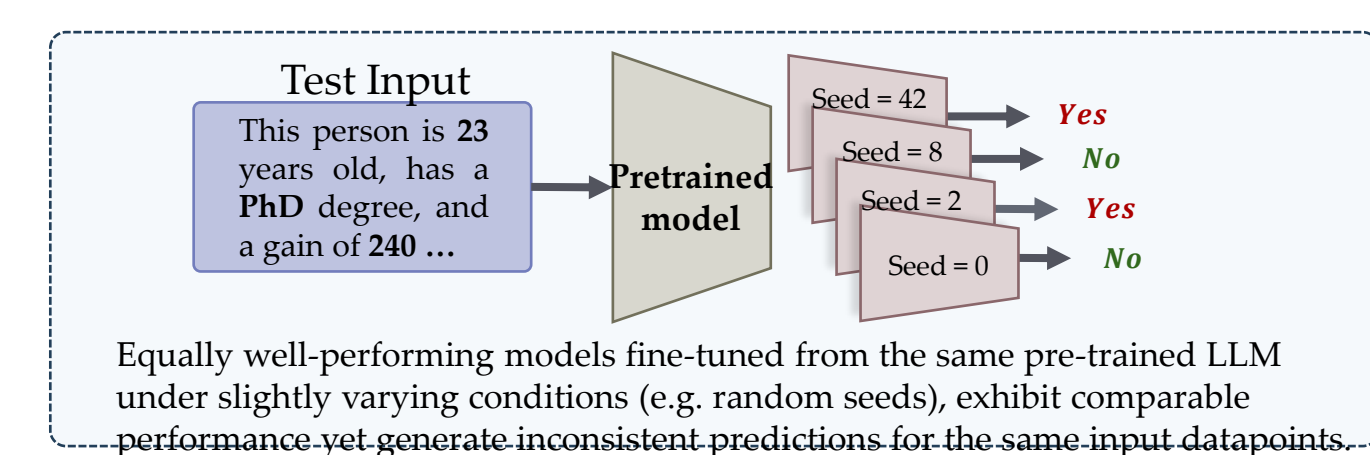 Test Input
This person is 23
years old, has a
PhD degree, and
a gain of 240 ...
Pretrained
model
Seed = 42
Yes
Seed = 8
No
Seed = 2
Yes
Seed = 0
No
Equally well-performing models fine-tuned from the same pre-trained LLM
under slightly varying conditions (e.g. random seeds), exhibit comparable
performance yet generate inconsistent predictions for the same input datapoints.